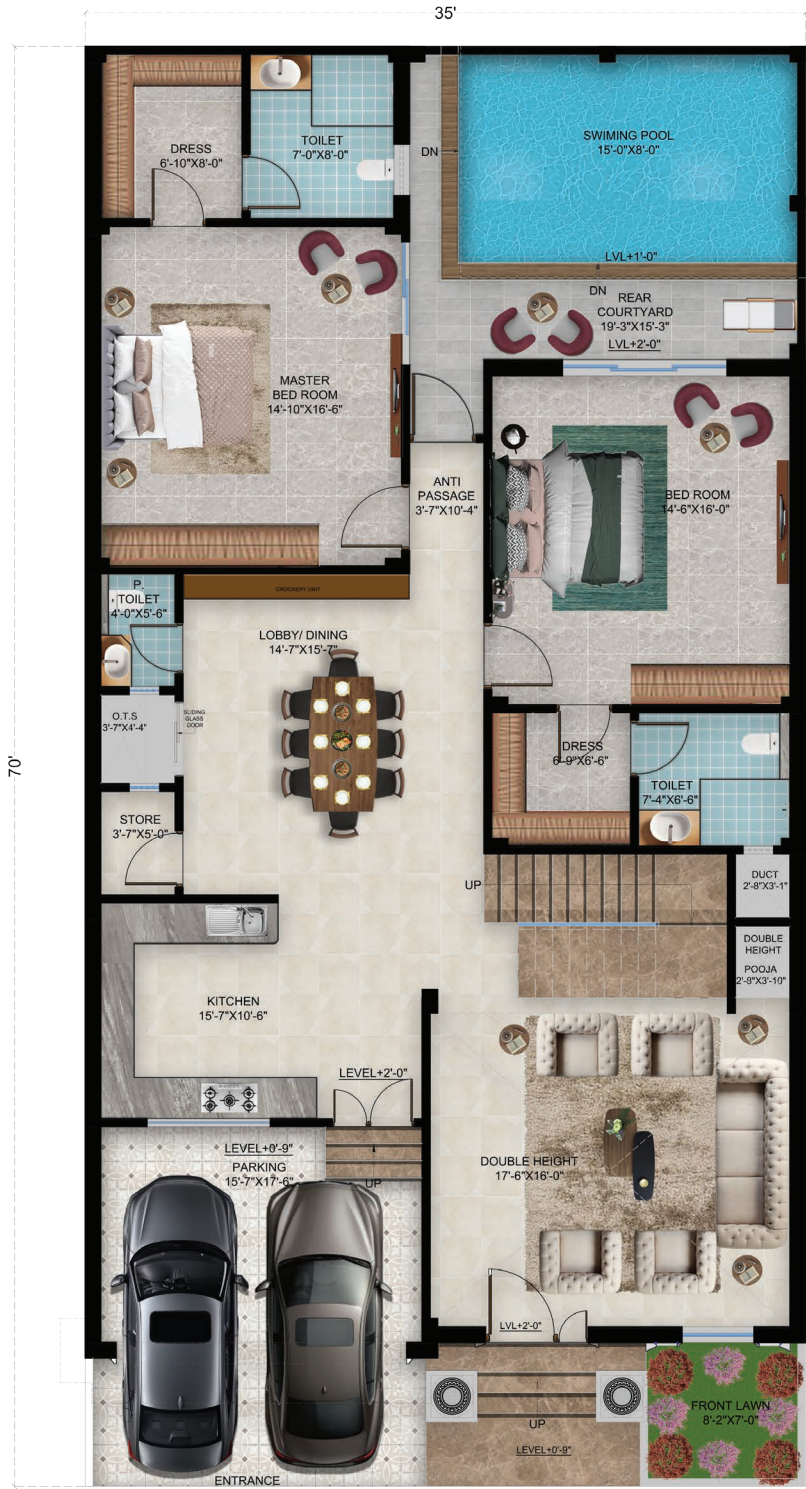 35'
70'
DRESS
6'-10"X8'-0"
TOILET
7'-0"X8'-0"
DN
SWIMING POOL
15'-0"X8'-0"
LVL+1'-0"
DN
REAR
COURTYARD
19'-3"X15'-3"
LVL+2'-0"
MASTER
BED ROOM
14'-10"X16'-6"
ANTI
PASSAGE
3'-7"X10'-4"
BED ROOM
14'-6"X16'-0"
CROCKERY UNIT
P.
TOILET
4'-0"X5'-6"
LOBBY/ DINING
14'-7"X15'-7"
O.T.S
3'-7"X4'-4"
SLIDING
GLASS
DOOR
DRESS
6'-9"X6'-6"
TOILET
7'-4"X6'-6"
STORE
3'-7"X5'-0"
UP
DUCT
2'-8"X3'-1"
DOUBLE
HEIGHT
POOJA
2'-8"X3'-10"
KITCHEN
15'-7"X10'-6"
LEVEL+2'-0"
LEVEL+0'-9"
PARKING
15'-7"X17'-6"
UP
DOUBLE HEIGHT
17'-6"X16'-0"
LVL+2'-0"
UP
LEVEL+0'-9"
FRONT LAWN
8'-2"X7'-0"
ENTRANCE